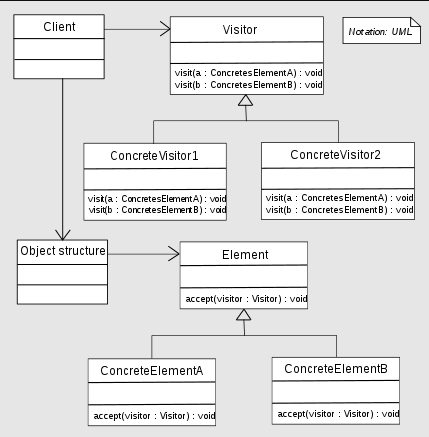 Client
Visitor
Notation: UML
visit(a : ConcretesElementA) : void
visit(b : ConcretesElementB) : void
ConcreteVisitor1
ConcreteVisitor2
visit(a : ConcretesElementA) : void
visit(b : ConcretesElementB) : void
visit(a : ConcretesElementA) : void
visit(b : ConcretesElementB) : void
Object structure
Element
accept(visitor : Visitor) : void
ConcreteElementA
ConcreteElementB
accept(visitor : Visitor) : void
accept(visitor : Visitor) : void